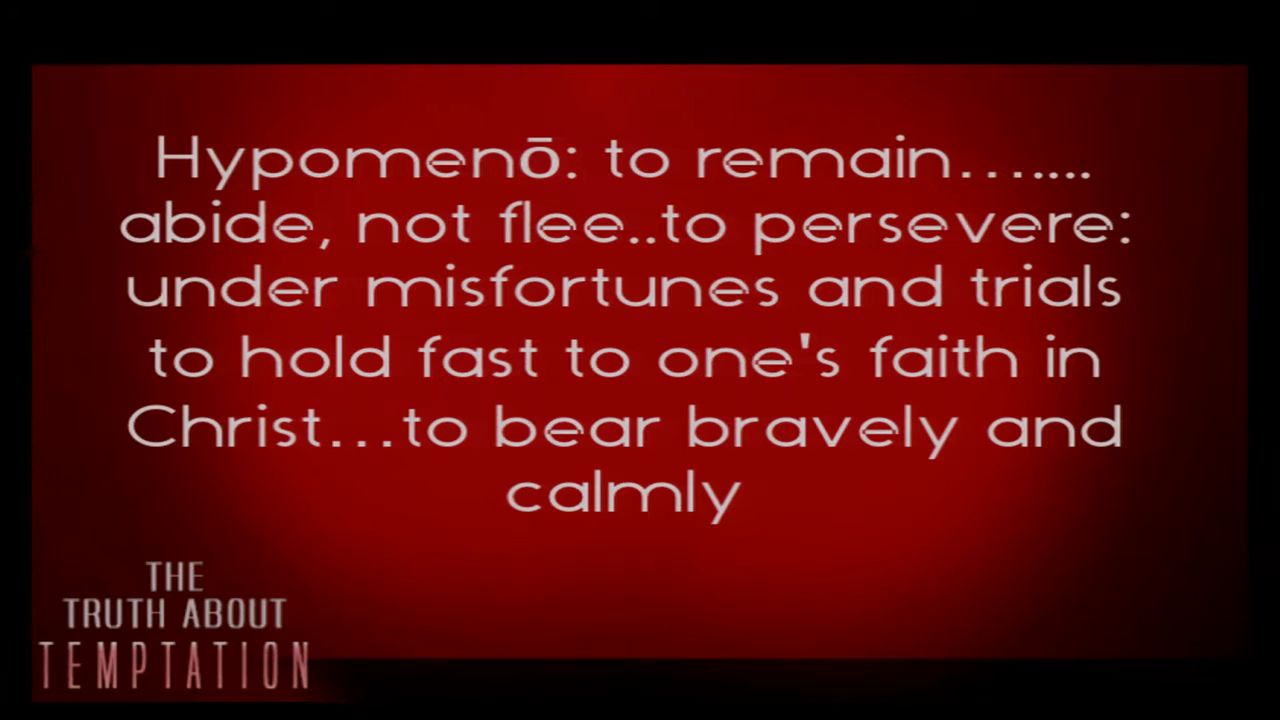 Hypomenō: to remain…....
abide, not flee..to persevere:
under misfortunes and trials
to hold fast to one's faith in
Christ…to bear bravely and
calmly
THE
TRUTH ABOUT
TEMPTATION